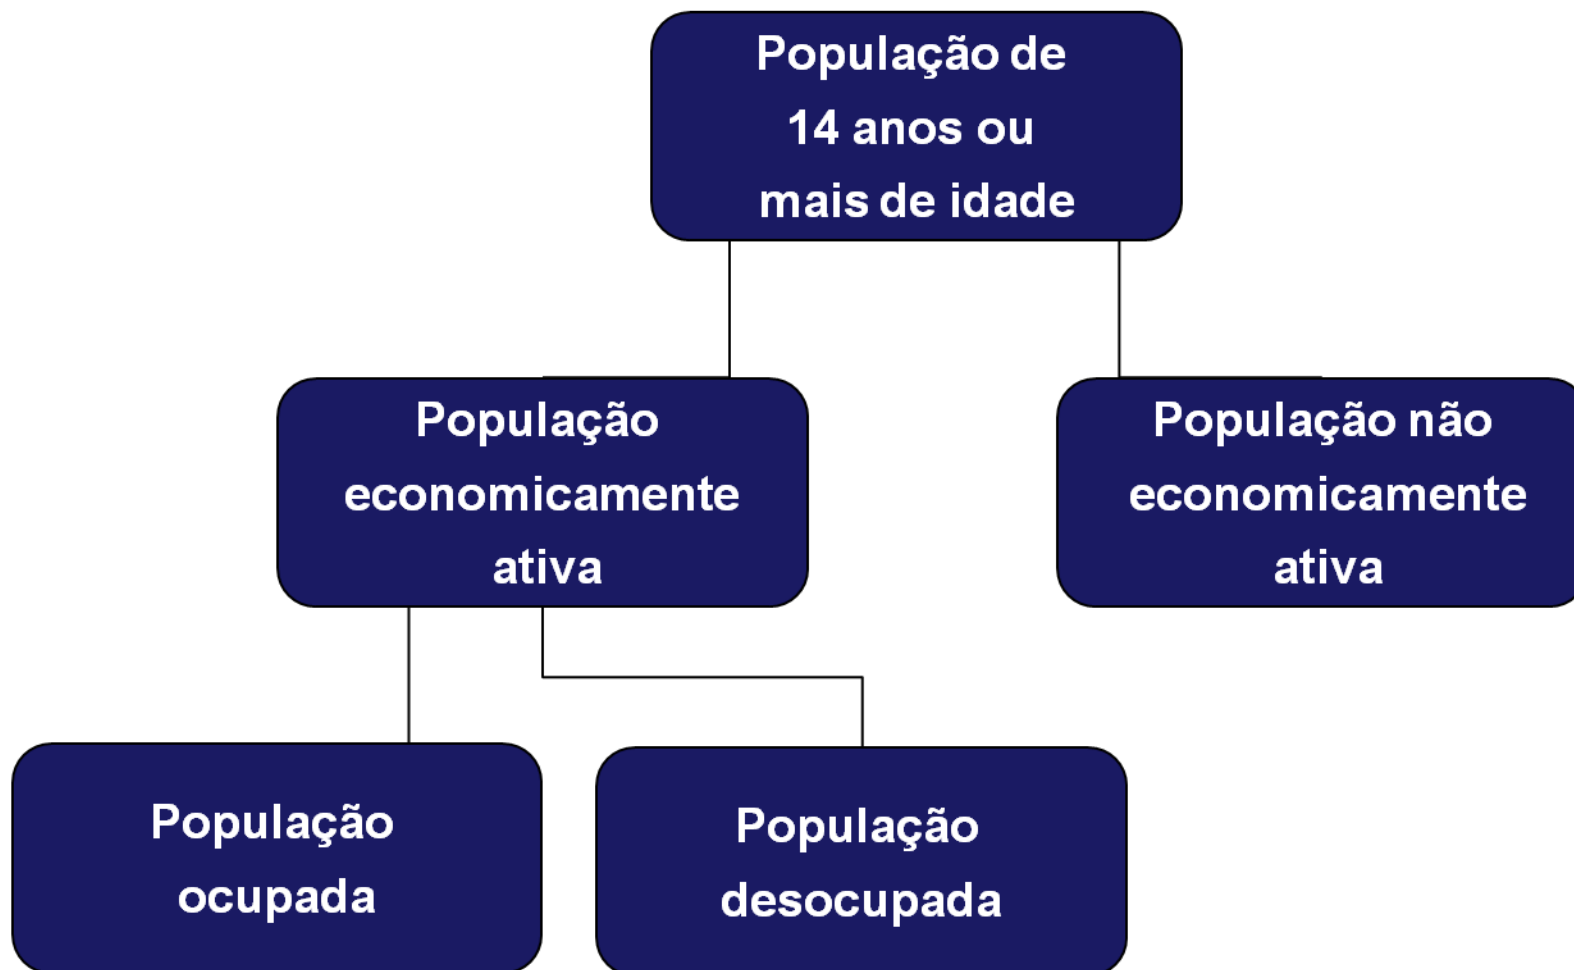 População de
14 anos ou
mais de idade
População
economicamente
ativa
População não
economicamente
ativa
População
ocupada
População
desocupada